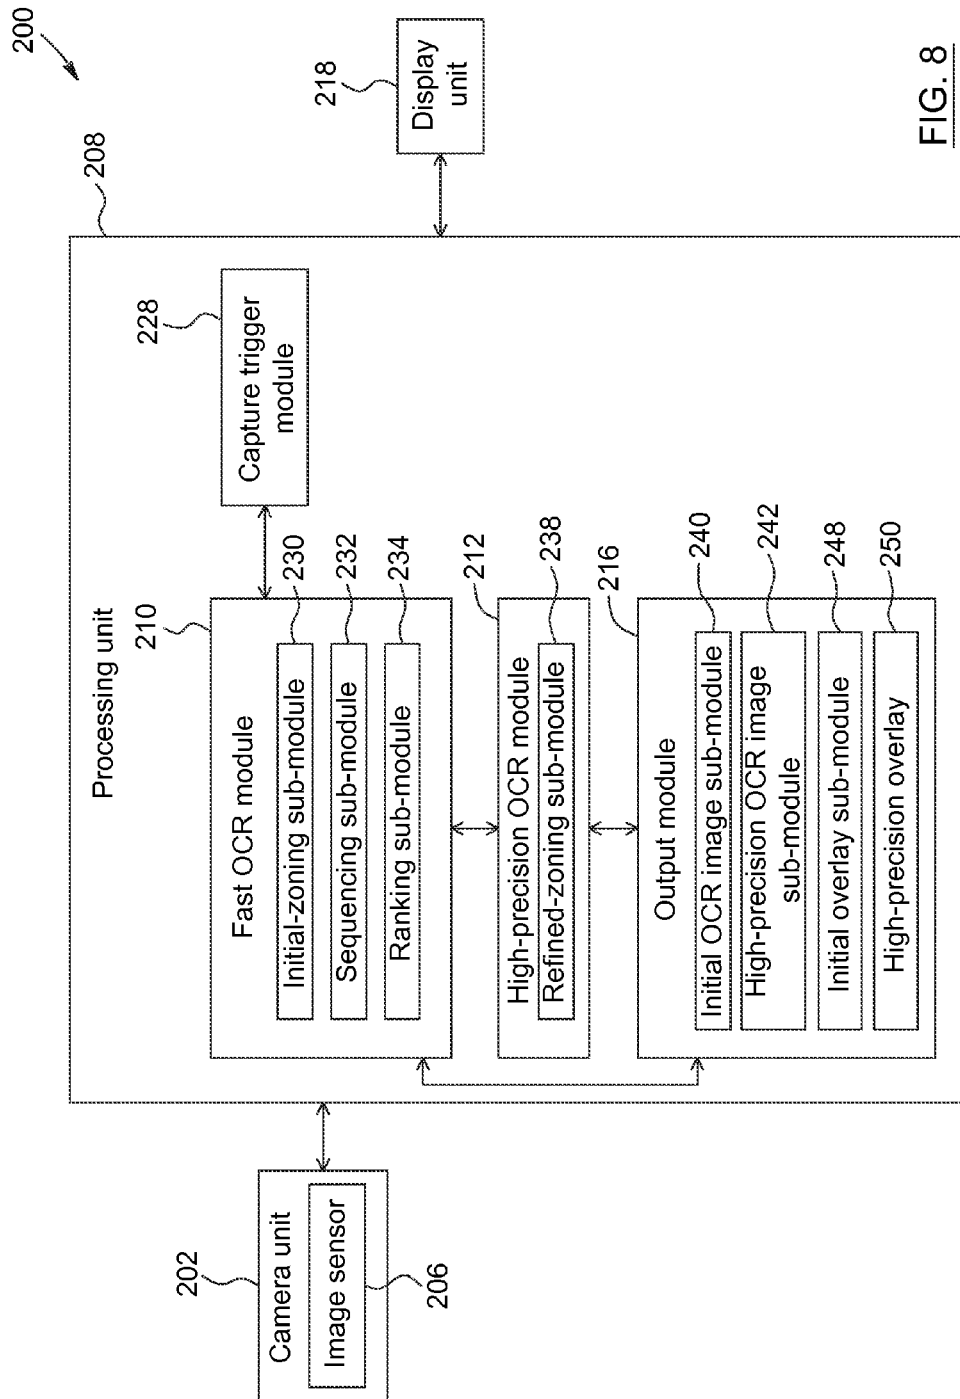 200
208
Processing unit
202
Camera unit
Image sensor
206
210
Fast OCR module
Initial-zoning sub-module
230
Sequencing sub-module
232
Ranking sub-module
234
228
Capture trigger
module
212
High-precision OCR module
Refined-zoning sub-module
238
216
Output module
Initial OCR image sub-module
240
High-precision OCR image
sub-module
242
Initial overlay sub-module
248
High-precision overlay
250
218
Display
unit
FIG. 8